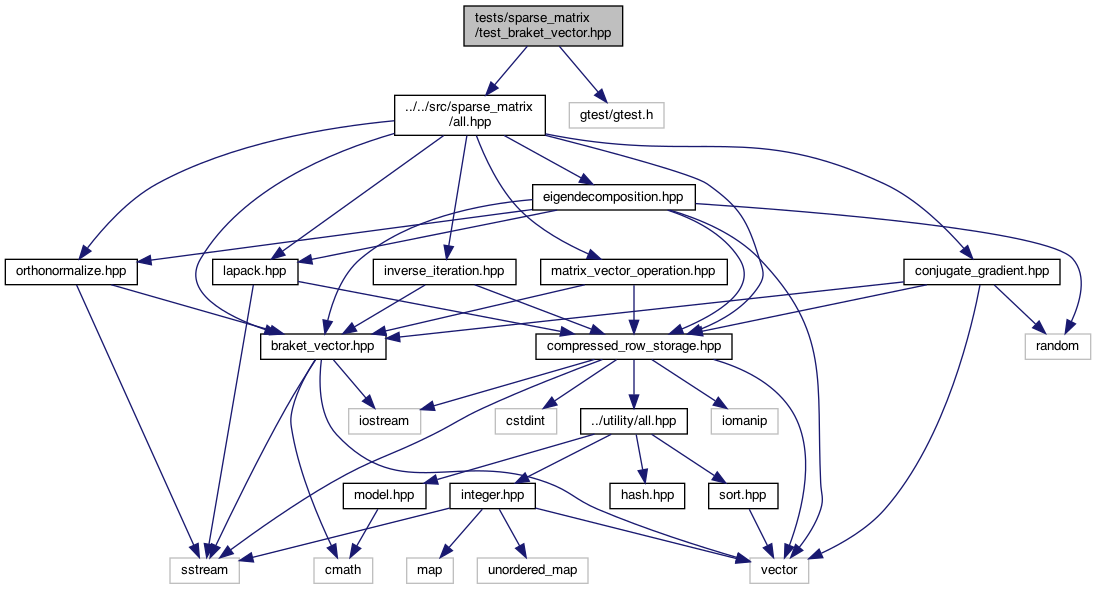 tests/sparse_matrix
/test_braket_vector.hpp
../../src/sparse_matrix
/all.hpp
gtest/gtest.h
eigendecomposition.hpp
orthonormalize.hpp
lapack.hpp
inverse_iteration.hpp
matrix_vector_operation.hpp
conjugate_gradient.hpp
braket_vector.hpp
compressed_row_storage.hpp
random
iostream
cstdint
../utility/all.hpp
iomanip
model.hpp
integer.hpp
hash.hpp
sort.hpp
sstream
cmath
map
unordered_map
vector